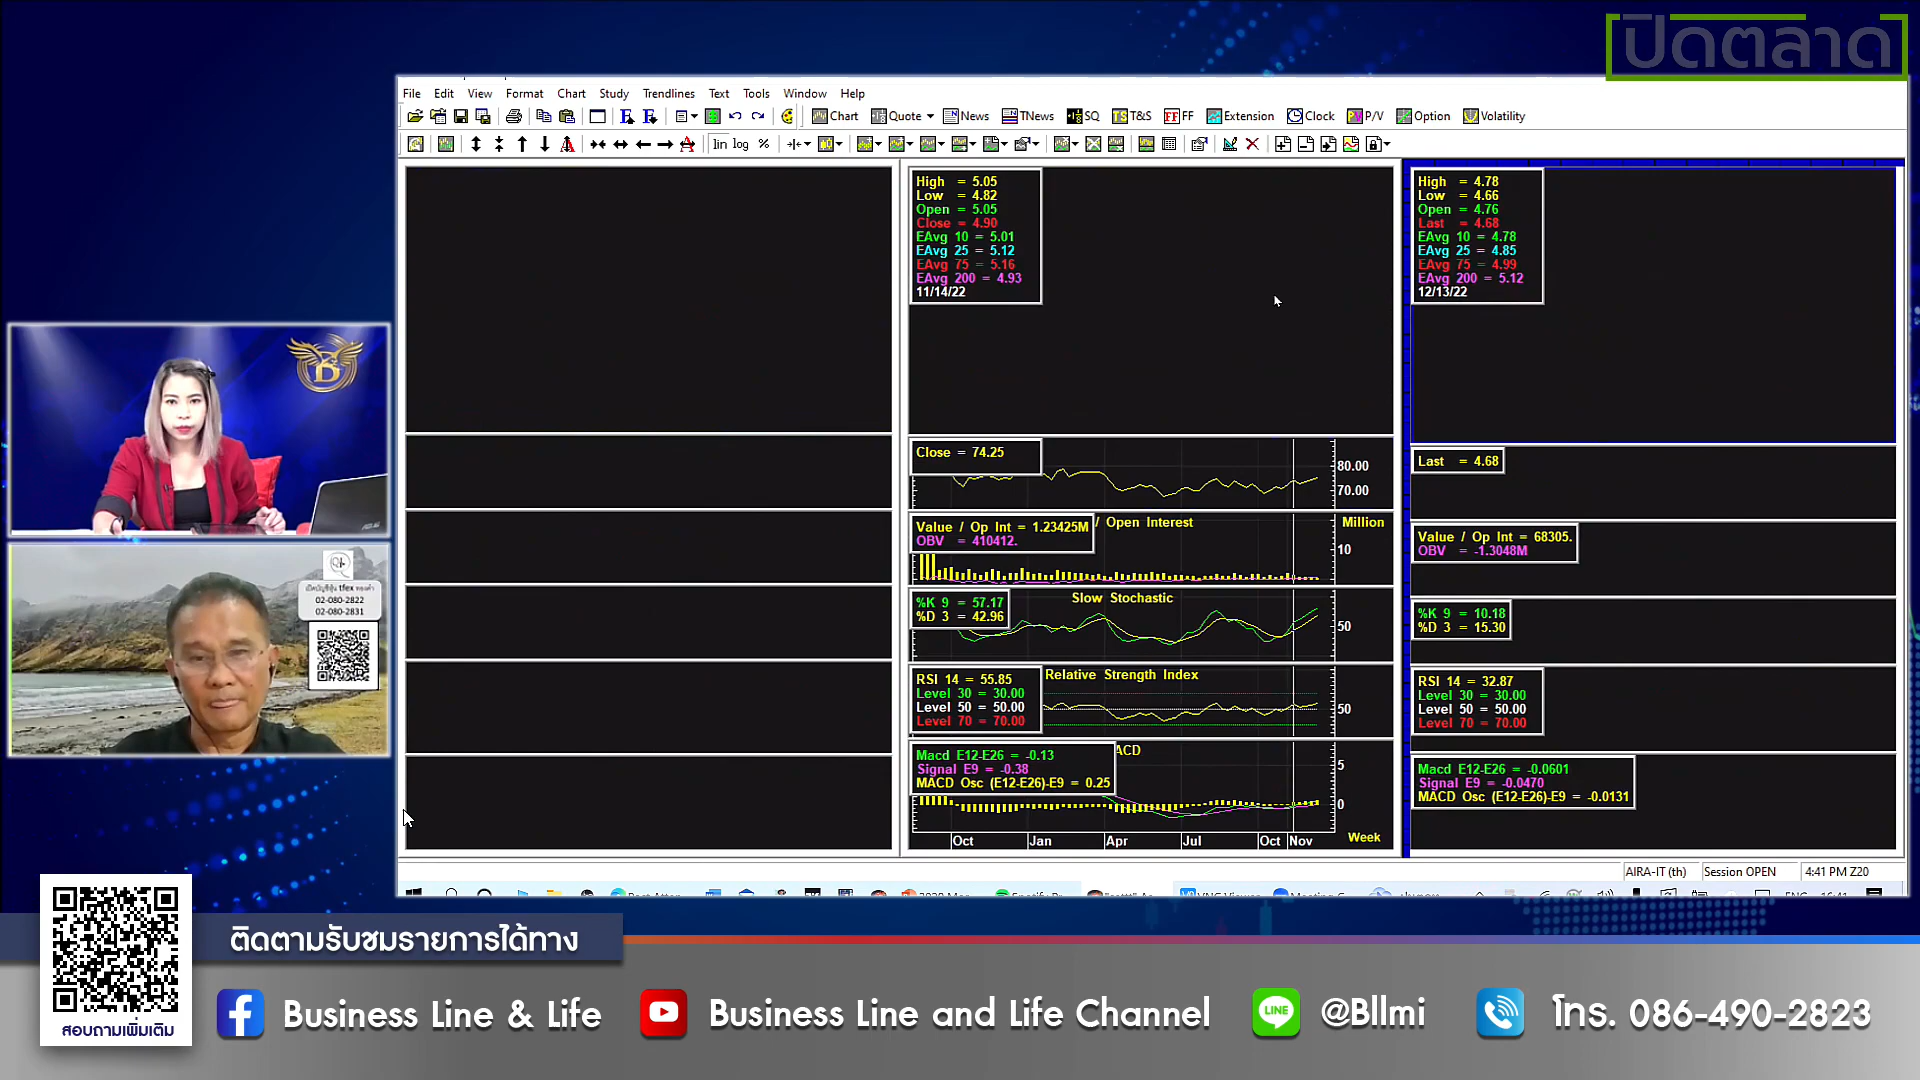 ปิดตลาด
File Edit View Format Chart Study Trendlines Text Tools Window Help
Chart Quote News TNews SQ T&S FF Extension Clock P/V Option Volatility
lin log %
High = 5.05
Low = 4.82
Open = 5.05
Close = 4.90
EAvg 10 = 5.01
EAvg 25 = 5.12
EAvg 75 = 5.16
EAvg 200 = 4.93
11/14/22
Close = 74.25
80.00
70.00
Value / Op Int = 1.23425M / Open Interest Million
OBV = 410412.
10
%K 9 = 57.17 Slow Stochastic
%D 3 = 42.96
50
RSI 14 = 55.85 Relative Strength Index
Level 30 = 30.00
Level 50 = 50.00
50
Level 70 = 70.00
Macd E12-E26 = -0.13
Signal E9 = -0.38
MACD Osc (E12-E26)-E9 = 0.25
5
0
Oct Jan Apr Jul Oct Nov Week
High = 4.78
Low = 4.66
Open = 4.76
Last = 4.68
EAvg 10 = 4.78
EAvg 25 = 4.85
EAvg 75 = 4.99
EAvg 200 = 5.12
12/13/22
Last = 4.68
Value / Op Int = 68305.
OBV = -1.3048M
%K 9 = 10.18
%D 3 = 15.30
RSI 14 = 32.87
Level 30 = 30.00
Level 50 = 50.00
Level 70 = 70.00
Macd E12-E26 = -0.0601
Signal E9 = -0.0470
MACD Osc (E12-E26)-E9 = -0.0131
AIRA-IT (th) Session OPEN 4:41 PM Z20
02-080-2822
02-080-2831
ติดตามรับชมรายการได้ทาง
สอบถามเพิ่มเติม
Business Line & Life Business Line and Life Channel LINE @Bllmi โทร. 086-490-2823